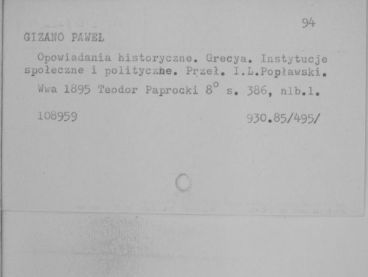 94
GIZANO PAWEŁ
Opowiadania historyczne. Grecya. Instytucje
społeczne i polityczne. Przeł. I.L.Popławski.
Wwa 1895 Teodor Paprocki 8° s. 386, nlb.1.
108959 930.85/495/